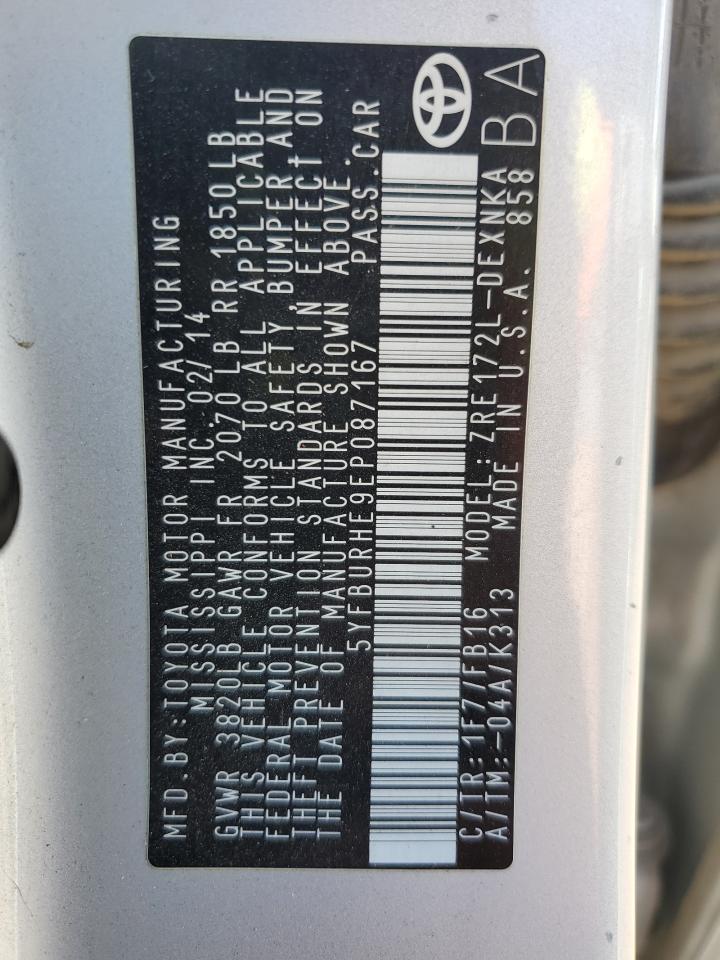 MFD.BY:TOYOTA MOTOR MANUFACTURING
MISSISSIPPI INC.02/14
GVWR 3820LB GAWR FR 2070 LB RR 1850LB
THIS VEHICLE CONFORMS TO ALL APPLICABLE
FEDERAL MOTOR VEHICLE SAFETY, BUMPER AND
THEFT PREVENTION STANDARDS IN EFFECT ON
THE DATE OF MANUFACTURE SHOWN ABOVE.
5YFBURHE9EP087167 PASS.CAR
C/TR:1F7/FB16 MODEL:ZRE172L-DEXNKA
A/TM:-04A/K313 MADE IN U.S.A. 858
BA